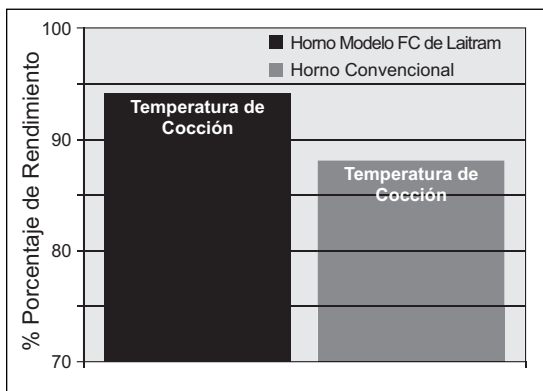 100
90
80
70
% Porcentaje de Rendimiento
Horno Modelo FC de Laitram
Horno Convencional
Temperatura de
Cocción
Temperatura de
Cocción